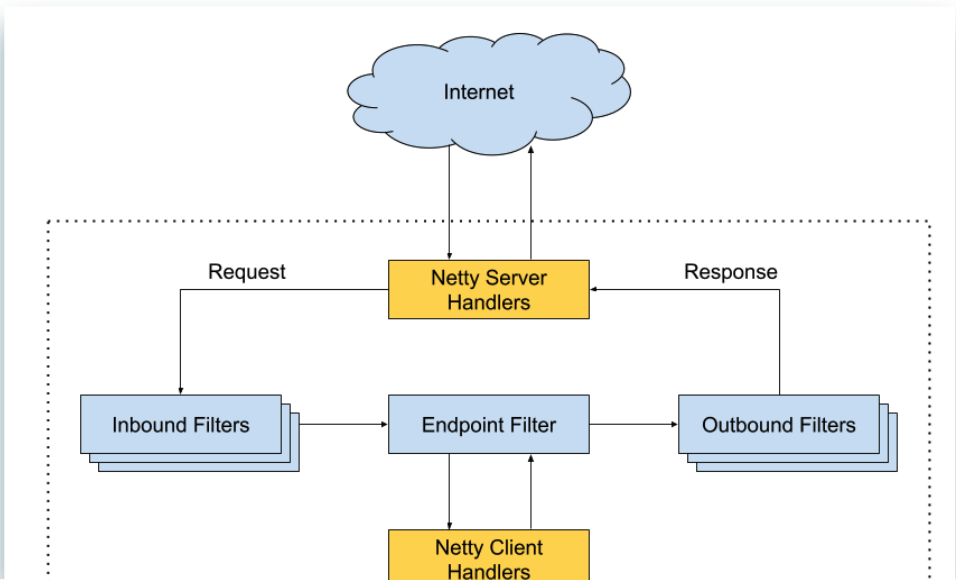 Internet
Request
Netty Server
Handlers
Response
Inbound Filters
Endpoint Filter
Outbound Filters
Netty Client
Handlers